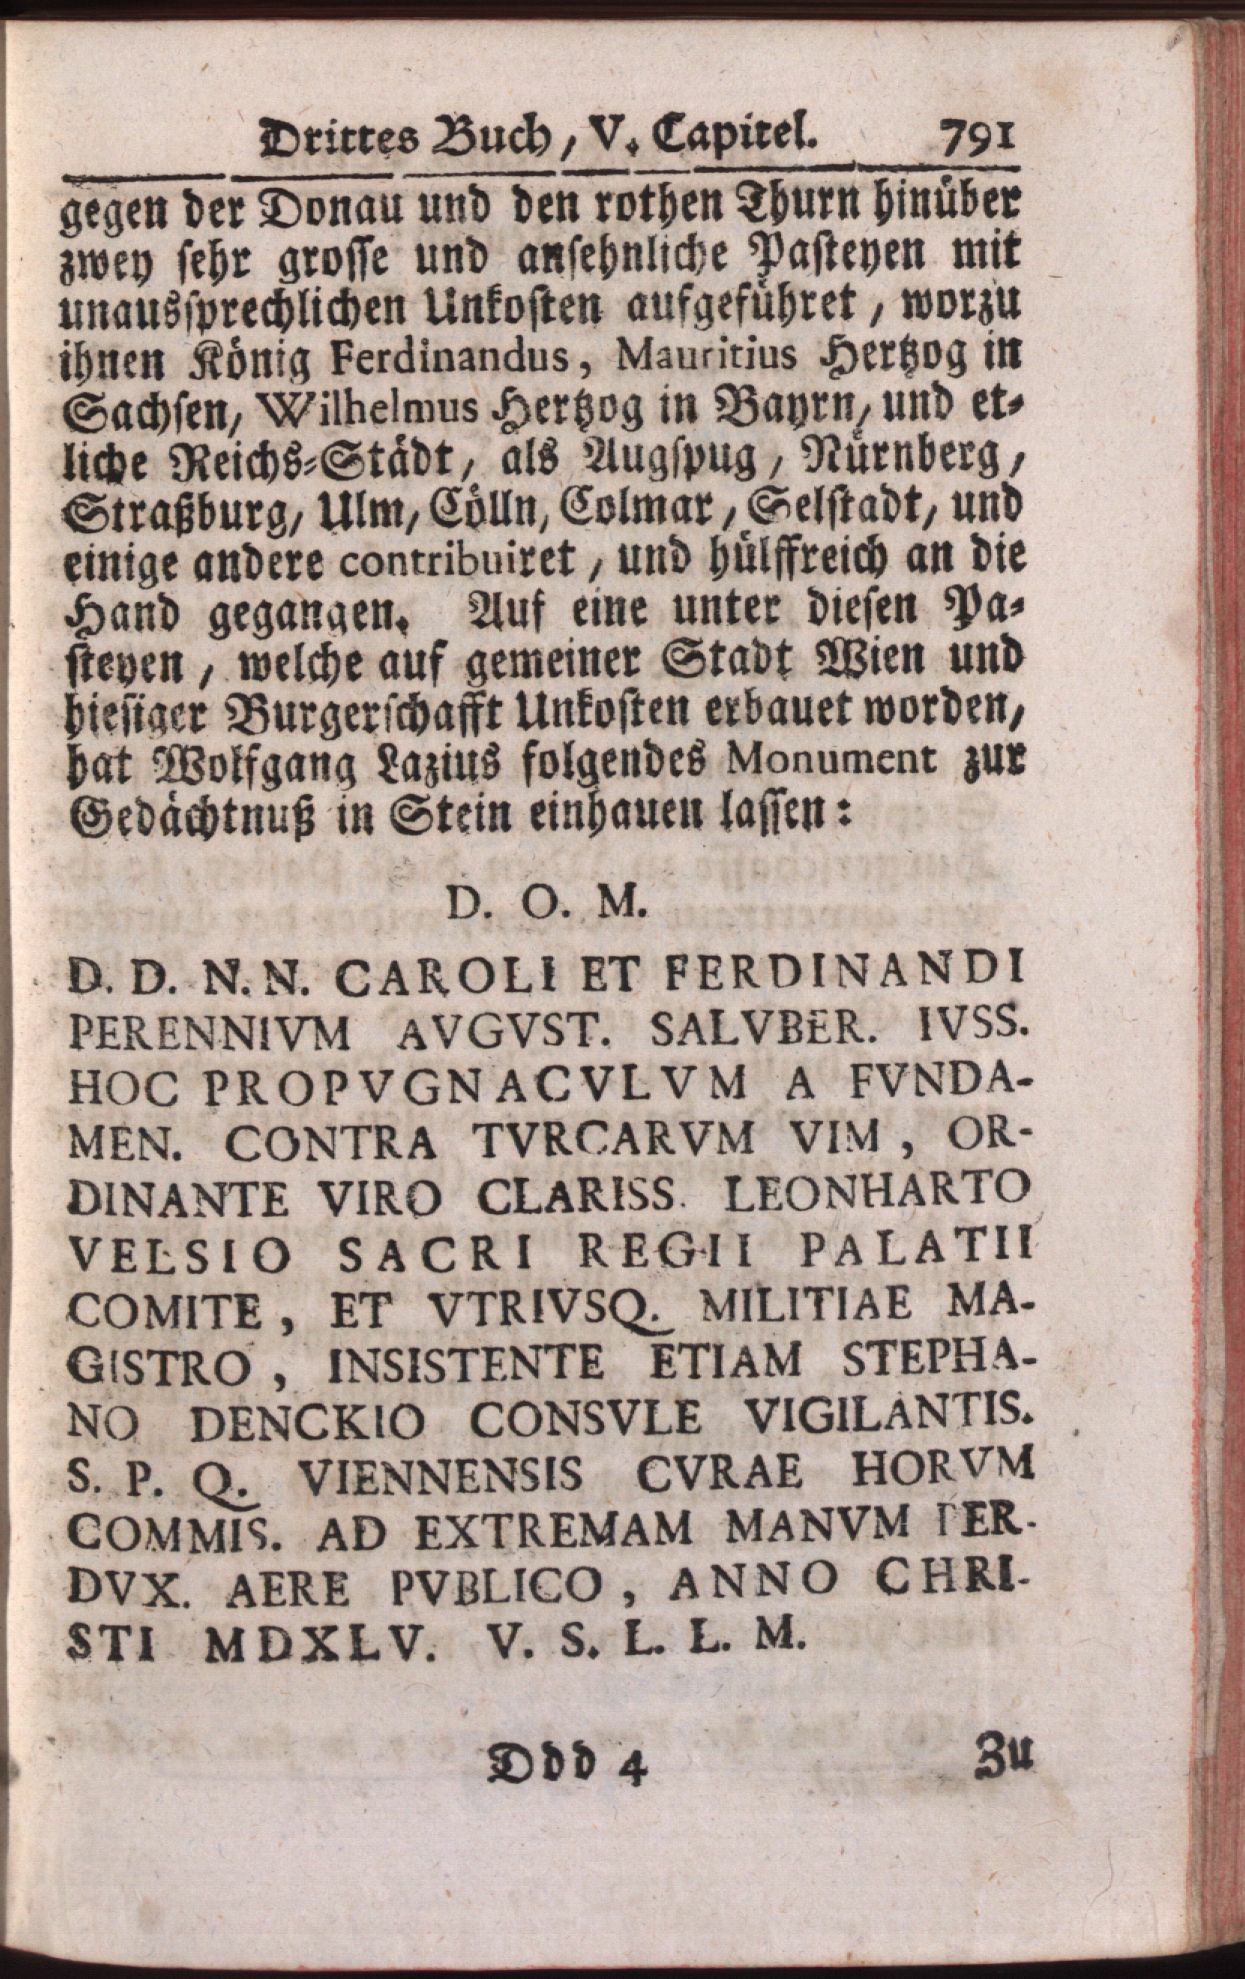 Drittes Buch, V. Capitel. 791
gegen der Donau und den rothen Thurn hinüber
zwey sehr grosse und ansehnliche Pasteyen mit
unaussprechlichen Unkosten aufgeführet, worzu
ihnen König Ferdinandus, Mauritius Hertzog in
Sachsen, Wilhelmus Hertzog in Bayrn, und et-
liche Reichs-Städt, als Augspug, Nürnberg,
Straßburg, Ulm, Cölln, Colmar, Selstadt, und
einige andere contribuiret, und hülffreich an die
Hand gegangen. Auf eine unter diesen Pa-
steyen, welche auf gemeiner Stadt Wien und
hiesiger Burgerschafft Unkosten erbauet worden,
hat Wolfgang Lazius folgendes Monument zur
Gedächtnuß in Stein einhauen lassen:
D. O. M.
D. D. N. N. CAROLI ET FERDINANDI
PERENNIVM AVGVST. SALVBER. IVSS.
HOC PROPVGNACVLVM A FVNDA-
MEN. CONTRA TVRCARVM VIM, OR-
DINANTE VIRO CLARISS. LEONHARTO
VELSIO SACRI REGII PALATII
COMITE, ET VTRIVSQ. MILITIAE MA-
GISTRO, INSISTENTE ETIAM STEPHA-
NO DENCKIO CONSVLE VIGILANTIS.
S. P. Q. VIENNENSIS CVRAE HORVM
COMMIS. AD EXTREMAM MANVM PER-
DVX. AERE PVBLICO, ANNO CHRI-
STI MDXLV. V. S. L. L. M.
Ddd 4 Zu